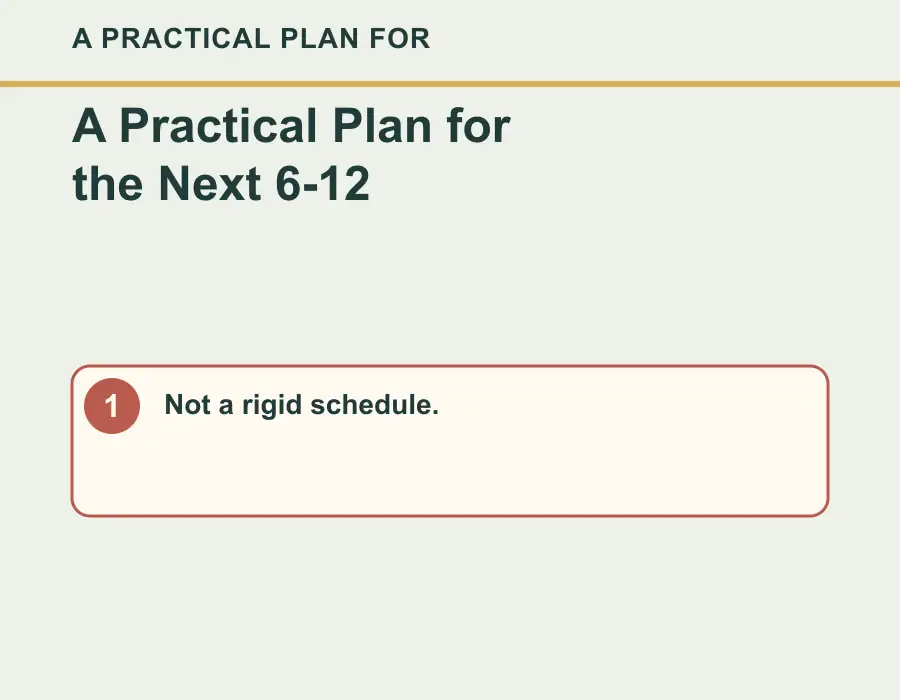 A PRACTICAL PLAN FOR
A Practical Plan for
the Next 6-12
1 Not a rigid schedule.